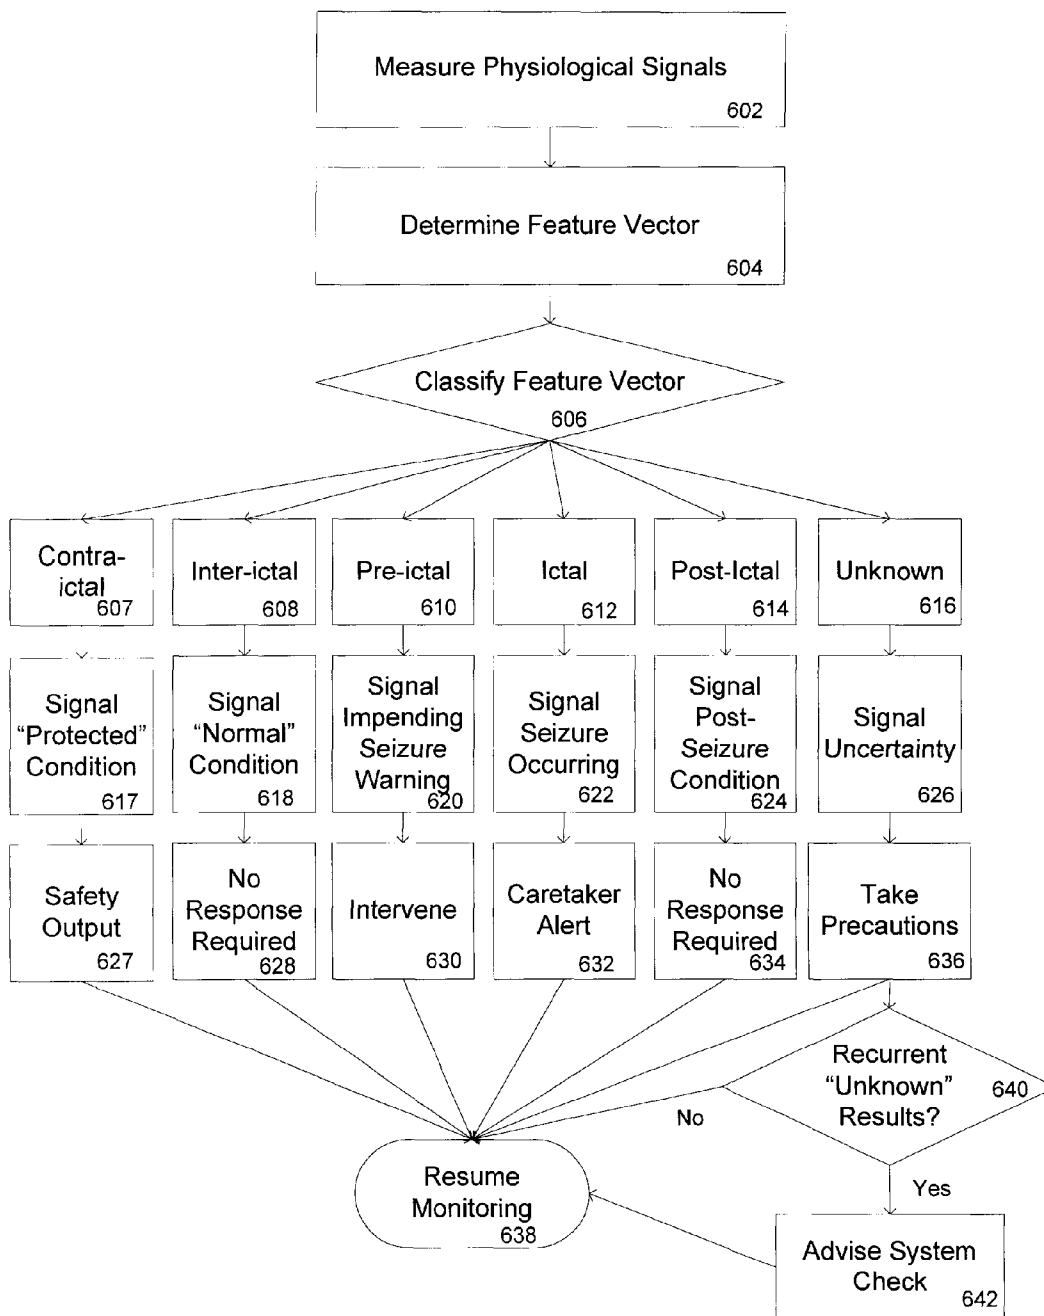 Measure Physiological Signals
602
Determine Feature Vector
604
Classify Feature Vector
606
Contra-
ictal
607
Inter-ictal
608
Pre-ictal
610
Ictal
612
Post-Ictal
614
Unknown
616
Signal
“Protected”
Condition
617
Signal
“Normal”
Condition
618
Signal
Impending
Seizure
Warning
620
Signal
Seizure
Occurring
622
Signal
Post-
Seizure
Condition
624
Signal
Uncertainty
626
Safety
Output
627
No
Response
Required
628
Intervene
630
Caretaker
Alert
632
No
Response
Required
634
Take
Precautions
636
Recurrent
“Unknown”
Results?
640
No
Yes
Resume
Monitoring
638
Advise System
Check
642